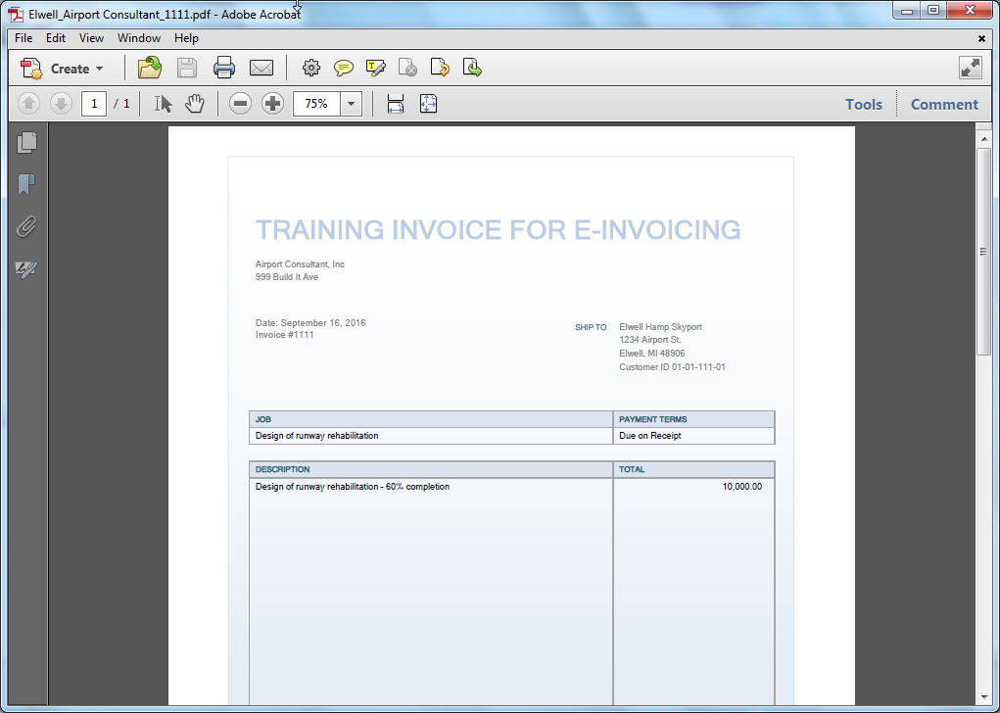 Elwell_Airport Consultant_1111.pdf - Adobe Acrobat
File Edit View Window Help
Create
1 / 1 75% Tools Comment
TRAINING INVOICE FOR E-INVOICING
Airport Consultant, Inc
999 Build It Ave
Date: September 16, 2016
Invoice #1111
SHIP TO Elwell Hamp Skyport
1234 Airport St.
Elwell, MI 48906
Customer ID 01-01-111-01
JOB PAYMENT TERMS
Design of runway rehabilitation Due on Receipt
DESCRIPTION TOTAL
Design of runway rehabilitation - 60% completion 10,000.00